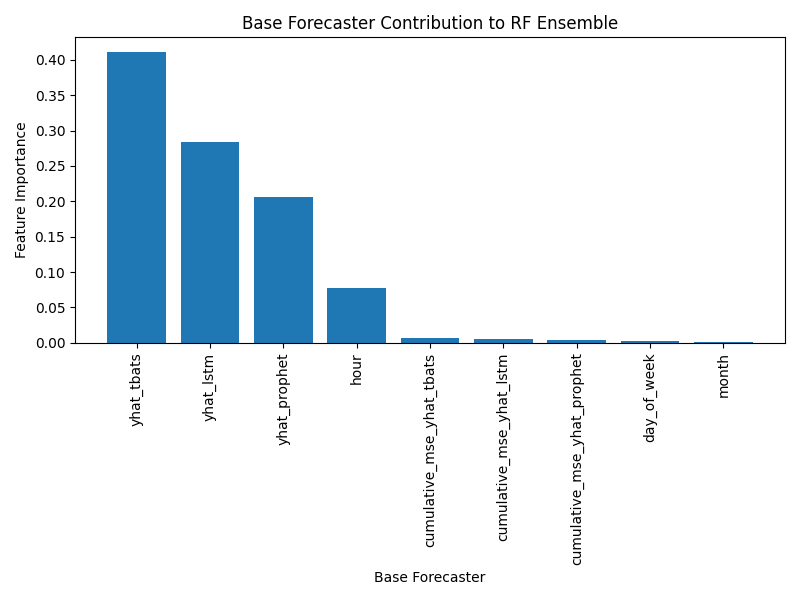 Base Forecaster Contribution to RF Ensemble
Feature Importance
0.40
0.35
0.30
0.25
0.20
0.15
0.10
0.05
0.00
yhat_tbats
yhat_lstm
yhat_prophet
hour
cumulative_mse_yhat_tbats
cumulative_mse_yhat_lstm
cumulative_mse_yhat_prophet
day_of_week
month
Base Forecaster